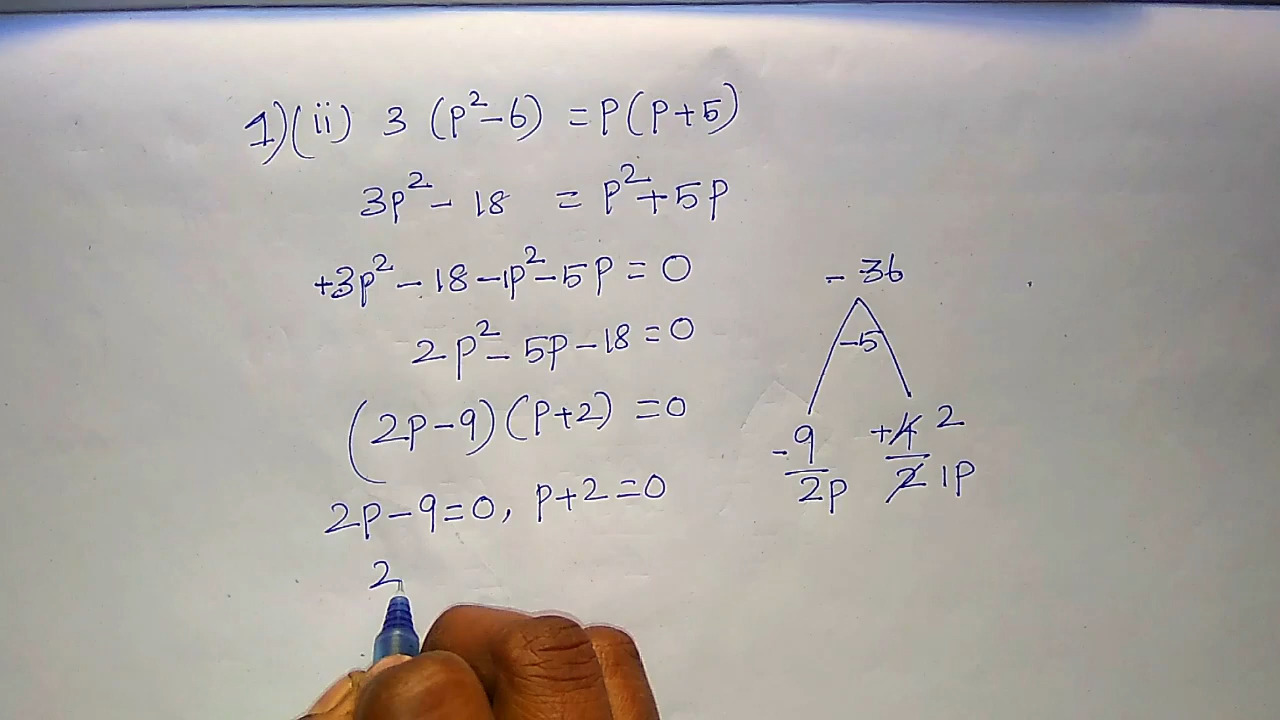 1)(ii) 3 (p²-6) = P(P+5)
3p² - 18 = p²+5p
+3p² - 18 - 1p² - 5p = 0
2p² - 5p - 18 = 0
(2p-9)(p+2) = 0
2p-9=0, p+2=0
2
- 36
-5
-9 +4 2
2p 2 1p